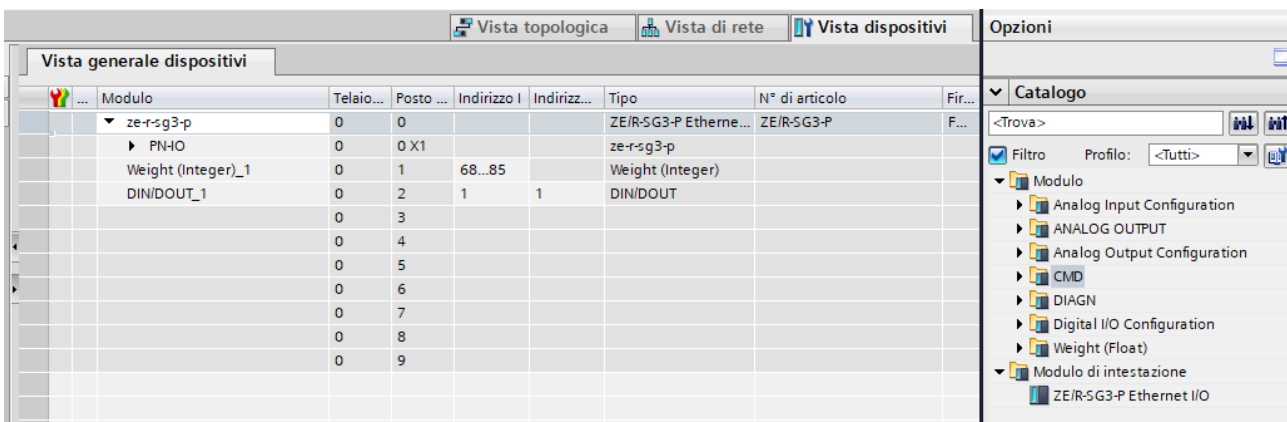 Vista topologica Vista di rete Vista dispositivi Opzioni
Vista generale dispositivi
... Modulo Telaio... Posto ... Indirizzo I Indirizz... Tipo N° di articolo Fir... Catalogo
ze-r-sg3-p 0 0 ZE/R-SG3-P Etherne... ZE/R-SG3-P F... <Trova>
PN-IO 0 0 X1 ze-r-sg3-p
Filtro Profilo: <Tutti>
Weight (Integer)_1 0 1 68...85 Weight (Integer)
Modulo
DIN/DOUT_1 0 2 1 1 DIN/DOUT
Analog Input Configuration
0 3
ANALOG OUTPUT
0 4
Analog Output Configuration
0 5
CMD
0 6
DIAGN
0 7
Digital I/O Configuration
0 8
Weight (Float)
0 9
Modulo di intestazione
ZE/R-SG3-P Ethernet I/O